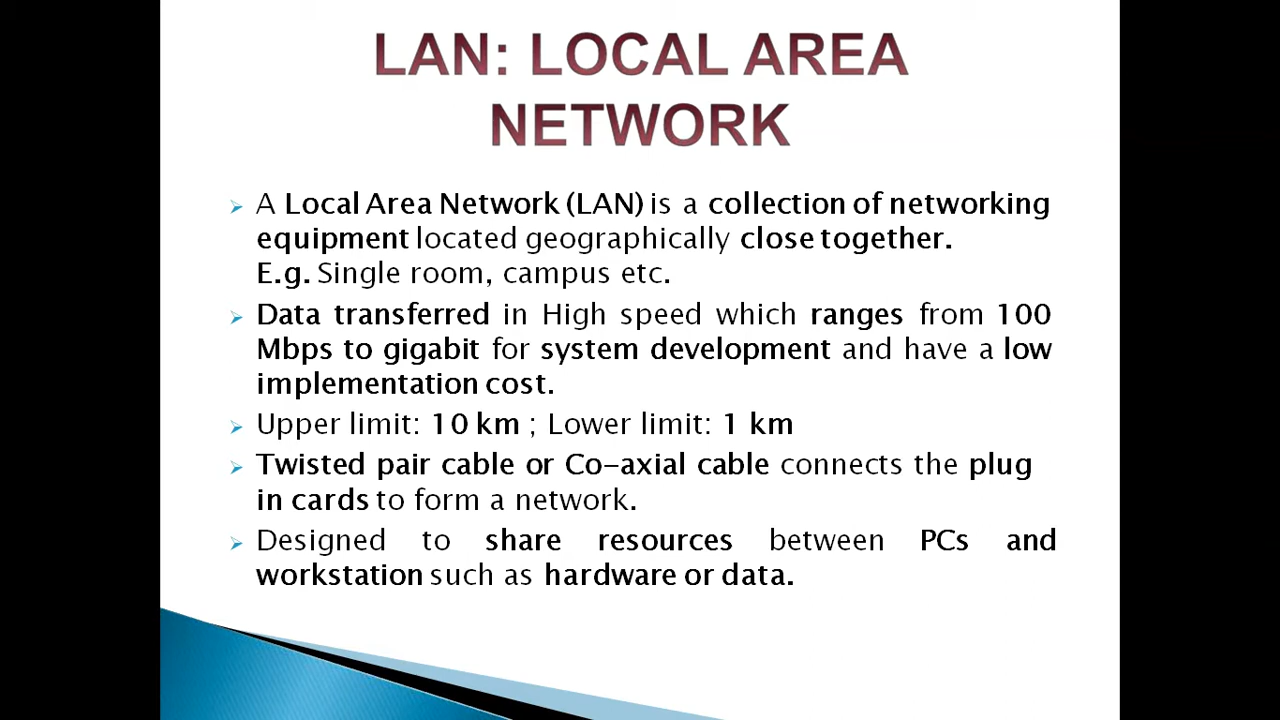 LAN: LOCAL AREA
NETWORK
A Local Area Network (LAN) is a collection of networking
equipment located geographically close together.
E.g. Single room, campus etc.
Data transferred in High speed which ranges from 100
Mbps to gigabit for system development and have a low
implementation cost.
Upper limit: 10 km ; Lower limit: 1 km
Twisted pair cable or Co-axial cable connects the plug
in cards to form a network.
Designed to share resources between PCs and
workstation such as hardware or data.